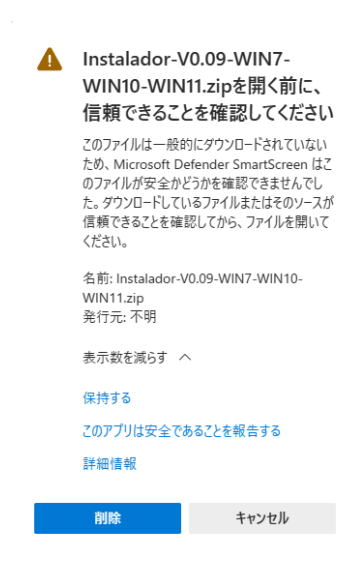 Instalador-V0.09-WIN7-
WIN10-WIN11.zipを開く前に、
信頼できることを確認してください
このファイルは一般的にダウンロードされていない
ため、Microsoft Defender SmartScreen はこ
のファイルが安全かどうかを確認できませんでし
た。ダウンロードしているファイルまたはそのソースが
信頼できることを確認してから、ファイルを開いて
ください。
名前: Instalador-V0.09-WIN7-WIN10-
WIN11.zip
発行元: 不明
表示数を減らす
保持する
このアプリは安全であることを報告する
詳細情報
削除
キャンセル